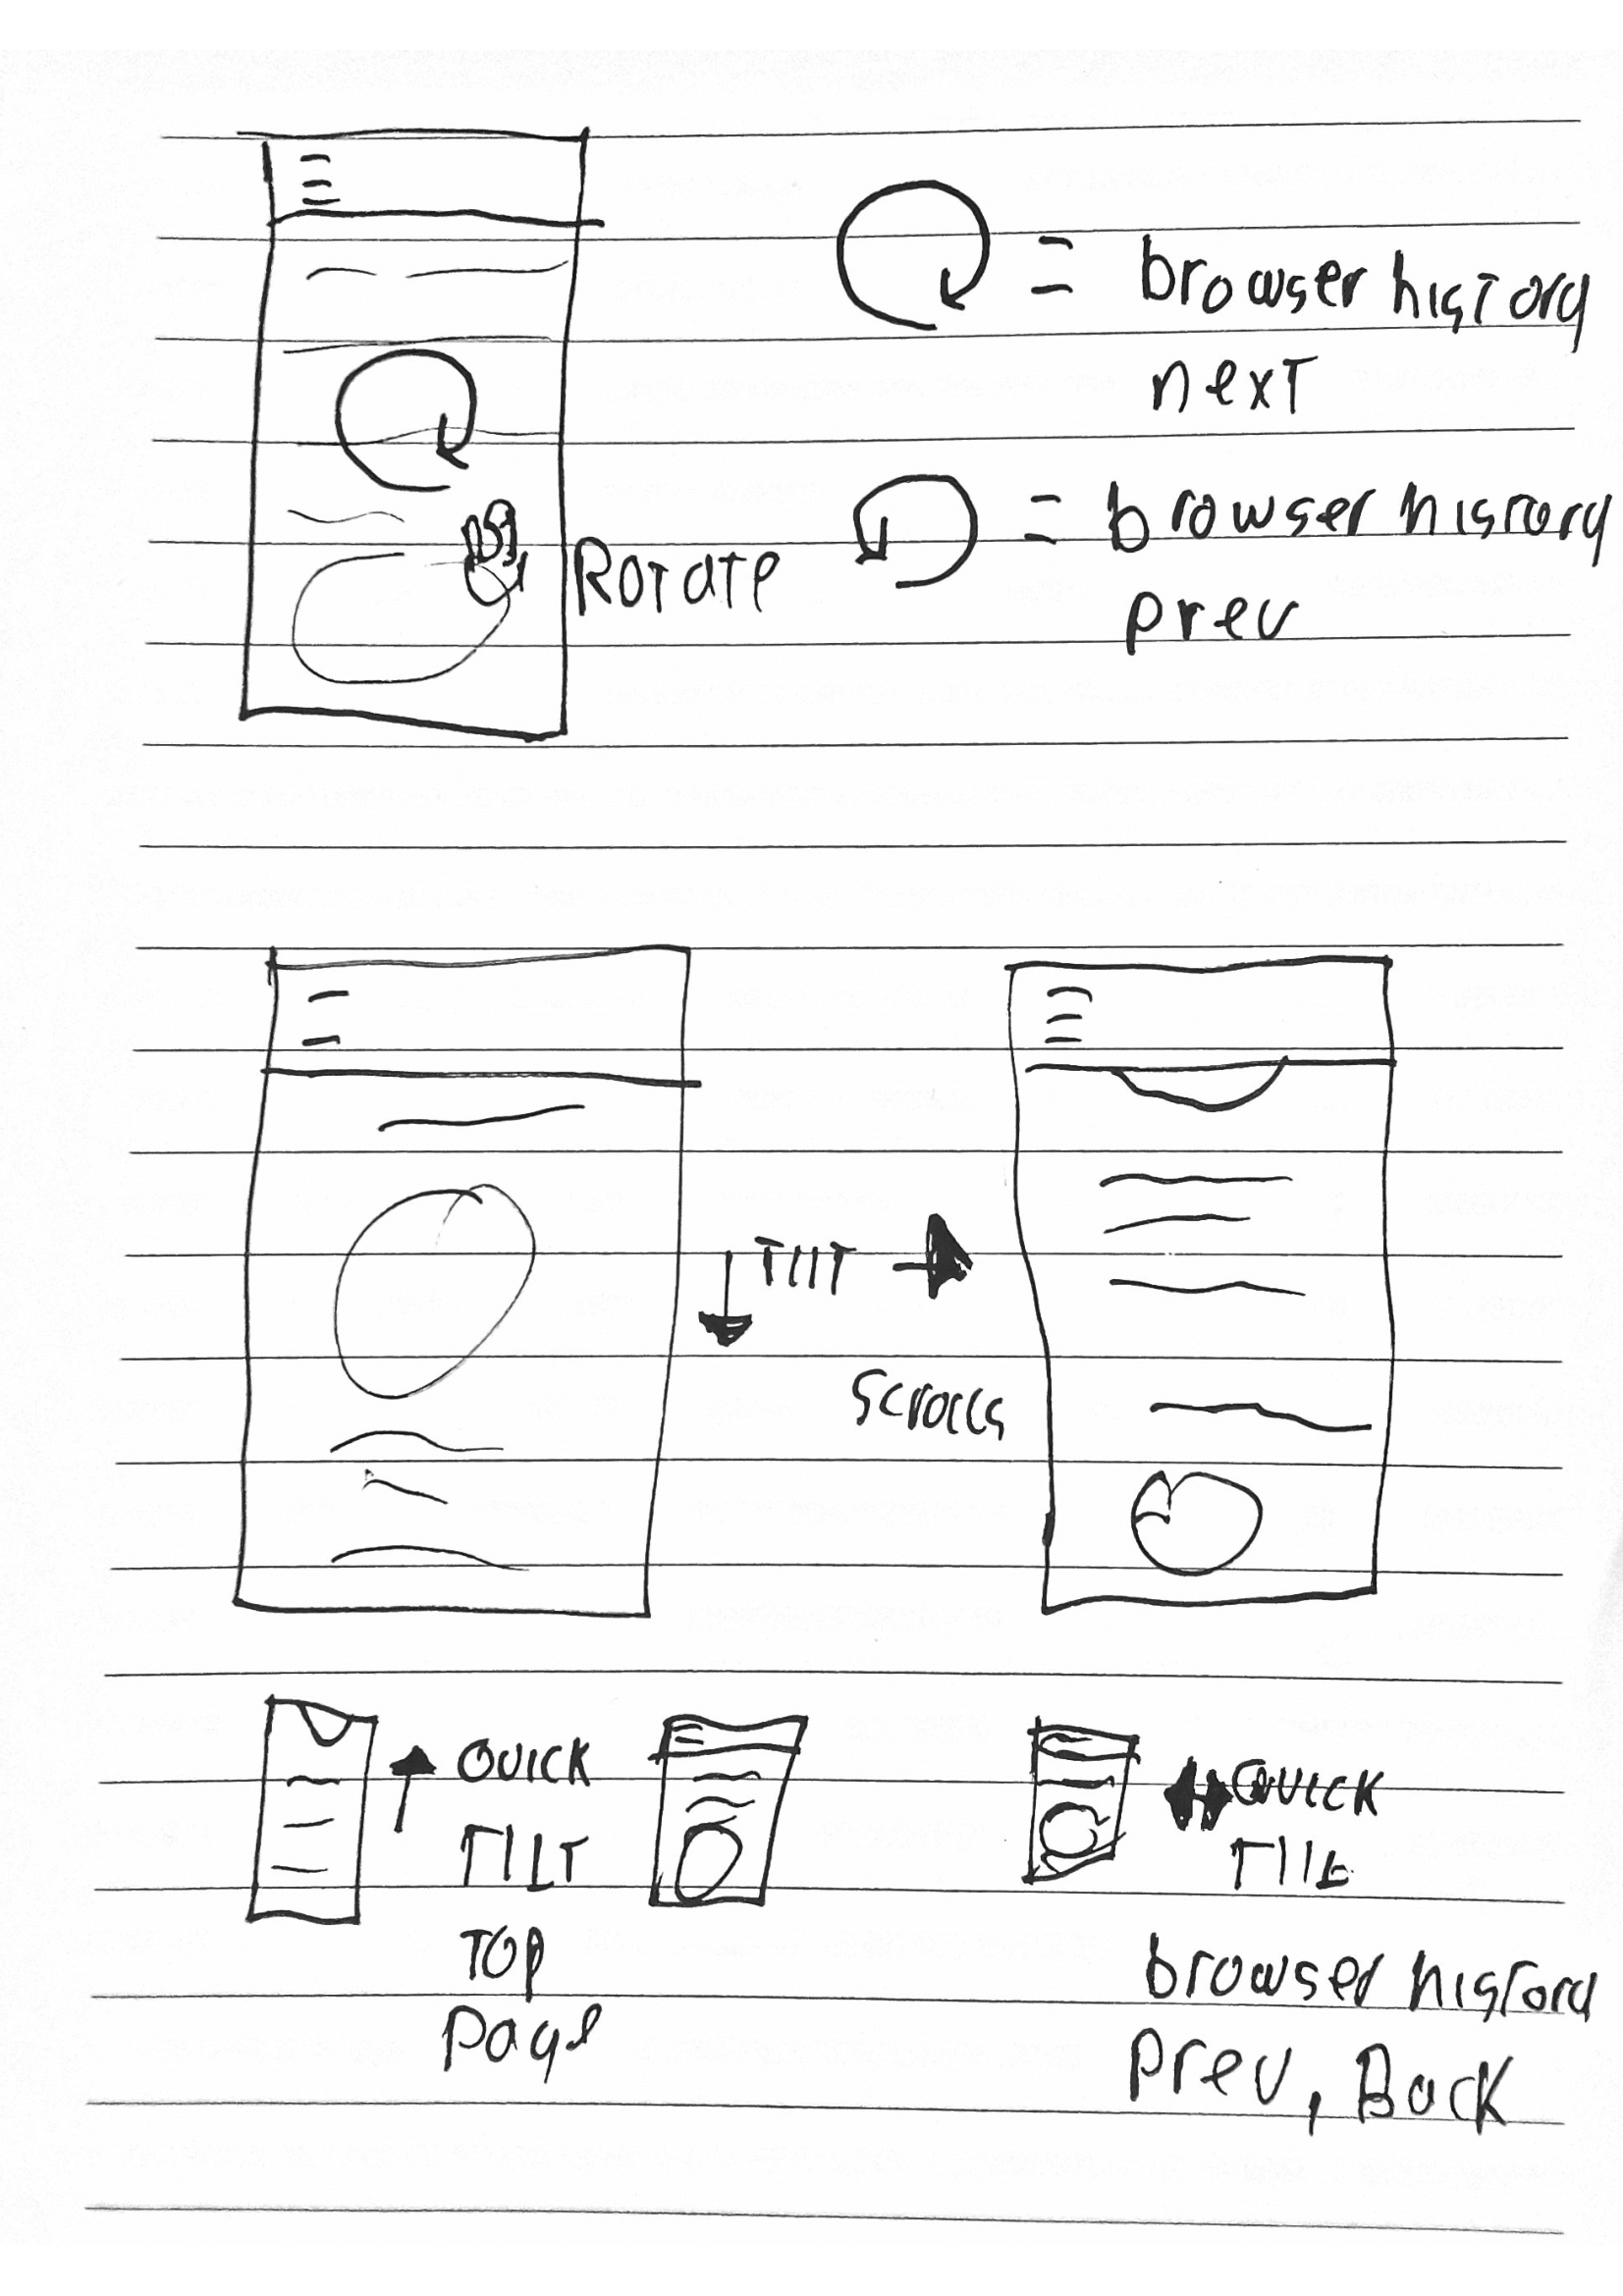 = browser history
next
= browser history
Rotate
prev
TIlT
scrolls
QUICK
TILT
TOP
page
QUICK
TIlt
browser history
prev, Back